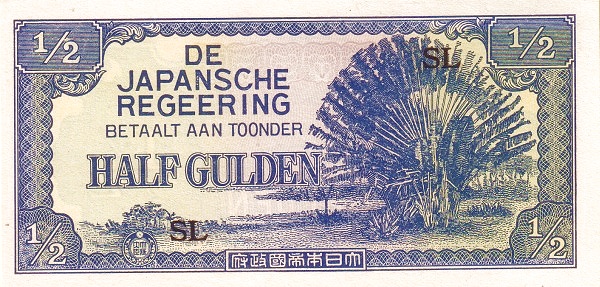 1/2
1/2
SL
DE
JAPANSCHE
REGEERING
BETAALT AAN TOONDER
HALF GULDEN
SL
1/2
1/2
大日本帝國政府